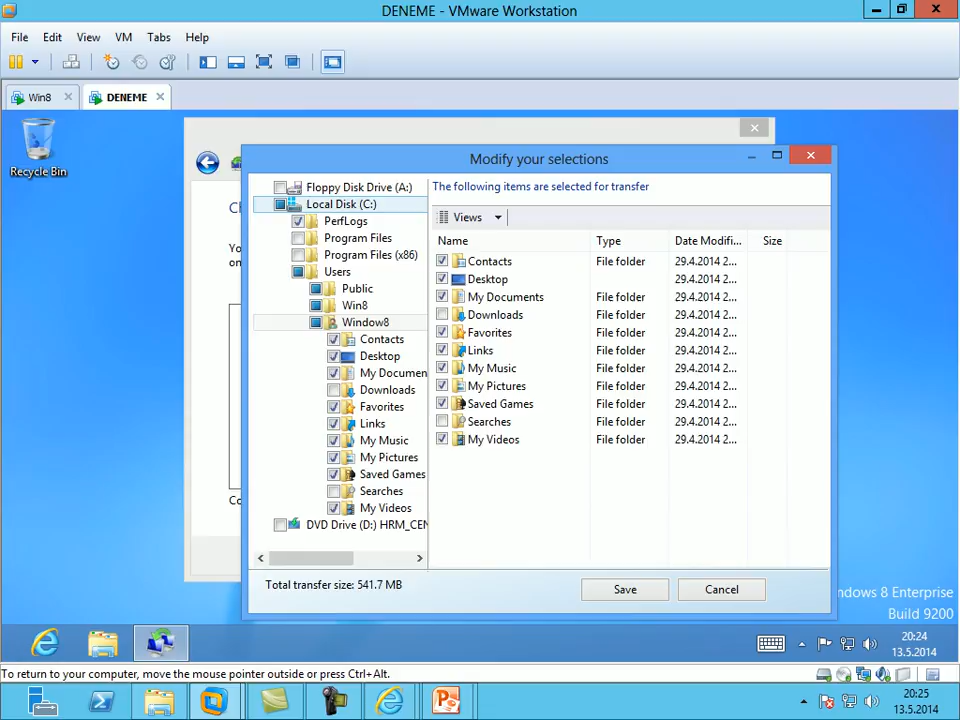 DENEME - VMware Workstation
File Edit View VM Tabs Help
Win8 DENEME
Recycle Bin
Modify your selections
Floppy Disk Drive (A:)
Local Disk (C:)
PerfLogs
Program Files
Program Files (x86)
Users
Public
Win8
Window8
Contacts
Desktop
My Documen
Downloads
Favorites
Links
My Music
My Pictures
Saved Games
Searches
My Videos
DVD Drive (D:) HRM_CEN
The following items are selected for transfer
Views
Name Type Date Modifi... Size
Contacts File folder 29.4.2014 2...
Desktop 29.4.2014 2...
My Documents File folder 29.4.2014 2...
Downloads File folder 29.4.2014 2...
Favorites File folder 29.4.2014 2...
Links File folder 29.4.2014 2...
My Music File folder 29.4.2014 2...
My Pictures File folder 29.4.2014 2...
Saved Games File folder 29.4.2014 2...
Searches File folder 29.4.2014 2...
My Videos File folder 29.4.2014 2...
Total transfer size: 541.7 MB
Save Cancel
ndows 8 Enterprise
Build 9200
20:24
13.5.2014
To return to your computer, move the mouse pointer outside or press Ctrl+Alt.
20:25
13.5.2014